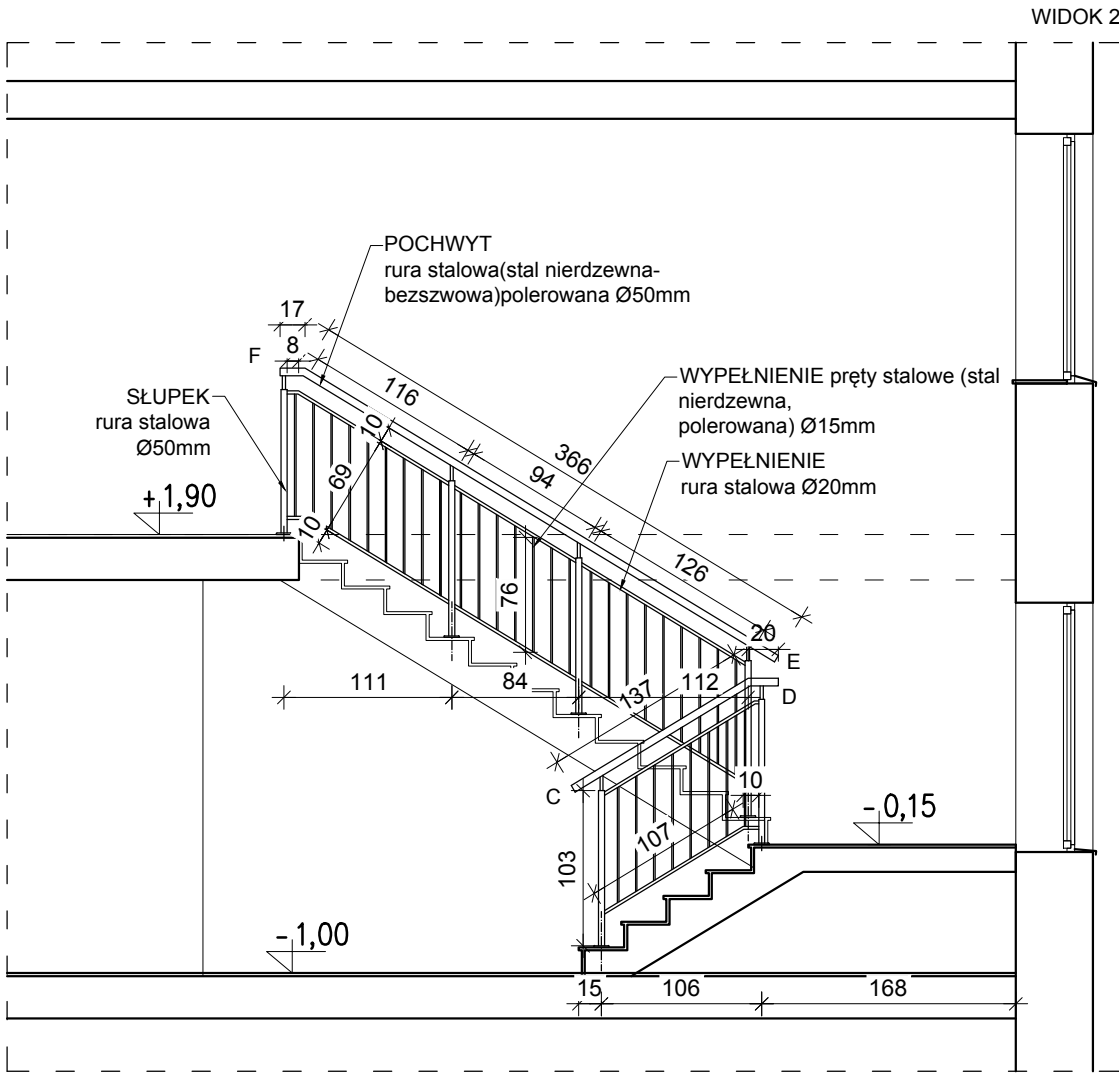 WIDOK 2
POCHWYT
rura stalowa(stal nierdzewna-
bezszwowa)polerowana Ø50mm
17
8
F
116
10
366
94
WYPEŁNIENIE pręty stalowe (stal
nierdzewna,
polerowana) Ø15mm
SŁUPEK
rura stalowa
Ø50mm
WYPEŁNIENIE
rura stalowa Ø20mm
69
+1,90
10
126
76
20
E
111
84
137
112
D
10
C
-0,15
107
103
-1,00
15
106
168